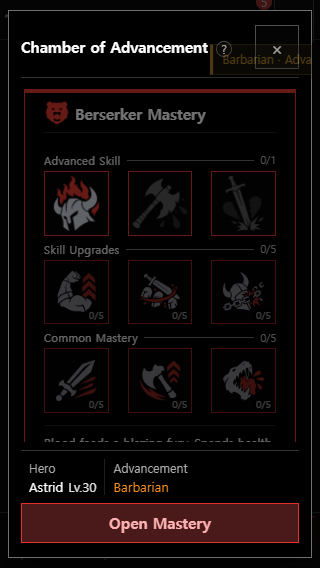 Chamber of Advancement ?
Barbarian · Adva
Berserker Mastery
Advanced Skill 0/1
Skill Upgrades 0/5
0/5 0/5 0/5
Common Mastery 0/5
0/5 0/5 0/5
Blood feeds a blazing fury. Spends health
Hero Advancement
Astrid Lv.30 Barbarian
Open Mastery